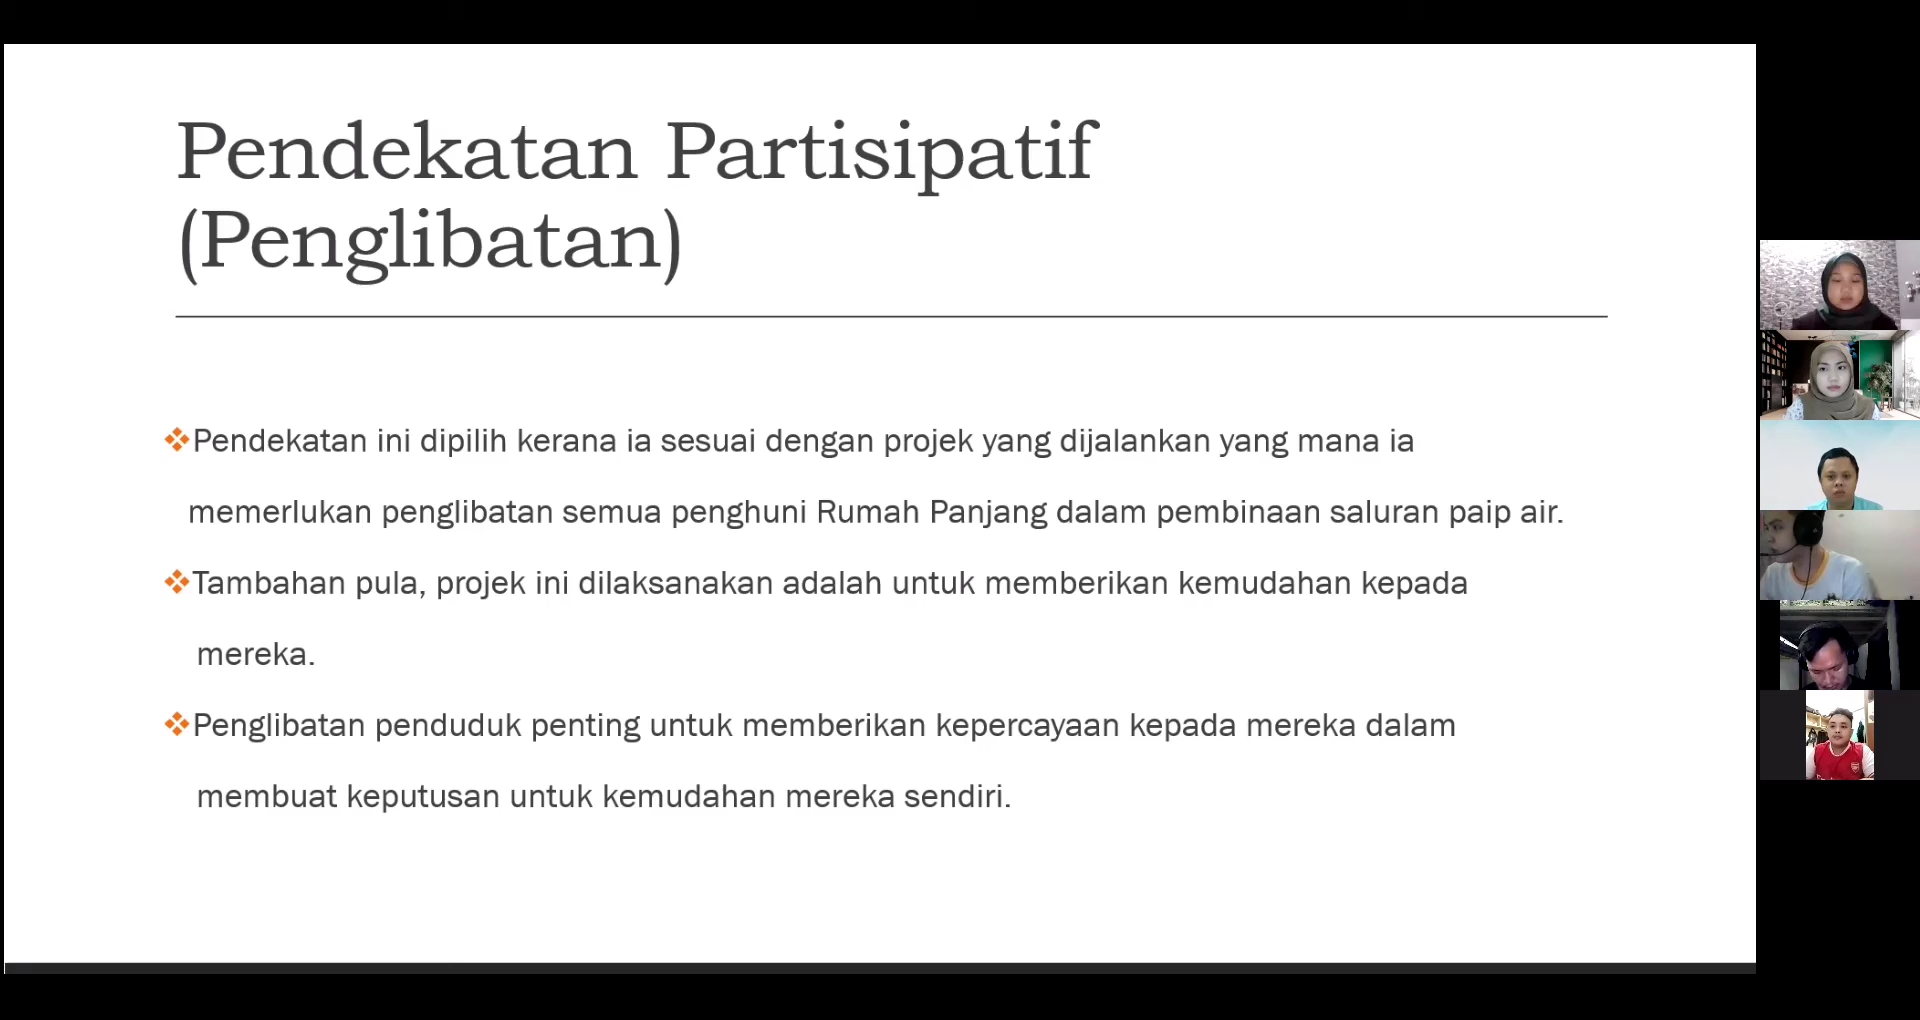 Pendekatan Partisipatif
(Penglibatan)
Pendekatan ini dipilih kerana ia sesuai dengan projek yang dijalankan yang mana ia
memerlukan penglibatan semua penghuni Rumah Panjang dalam pembinaan saluran paip air.
Tambahan pula, projek ini dilaksanakan adalah untuk memberikan kemudahan kepada
mereka.
Penglibatan penduduk penting untuk memberikan kepercayaan kepada mereka dalam
membuat keputusan untuk kemudahan mereka sendiri.